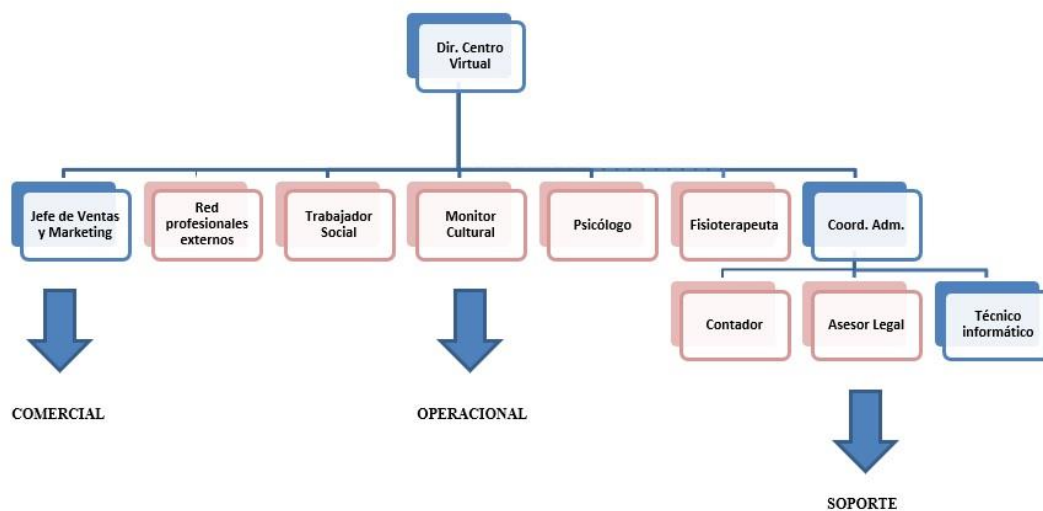 Dir. Centro
Virtual
Jefe de Ventas
y Marketing
Red
profesionales
externos
Trabajador
Social
Monitor
Cultural
Psicólogo
Fisioterapeuta
Coord. Adm.
Contador
Asesor Legal
Técnico
informático
COMERCIAL
OPERACIONAL
SOPORTE